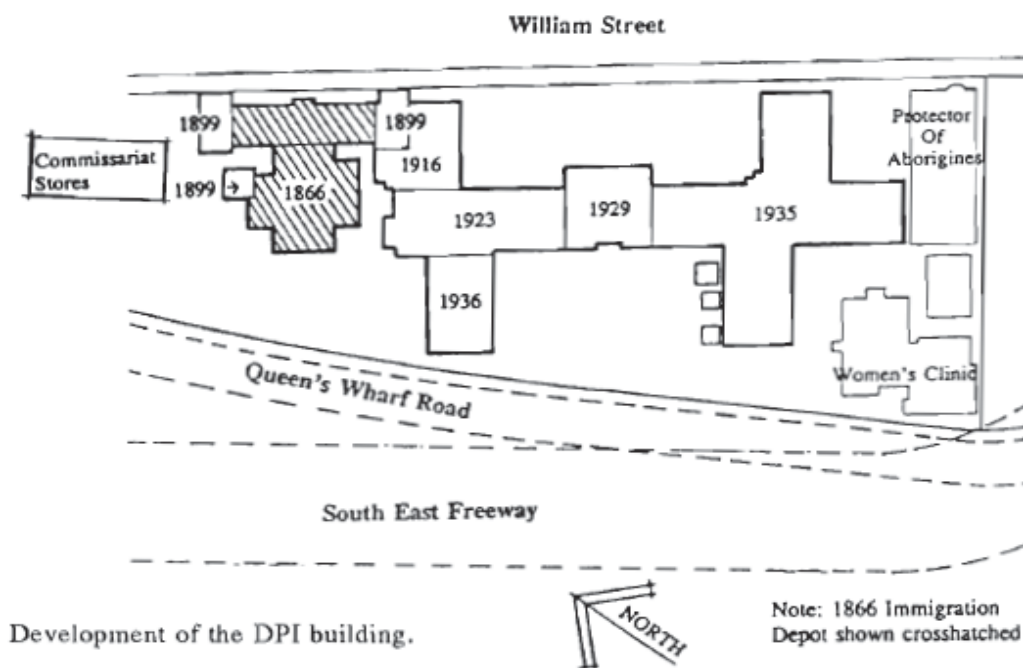 William Street
1899
1899
Protector
Of
Aborigines
Commissariat
Stores
1916
1899
1866
1923
1929
1935
1936
Queen's Wharf Road
Women's Clinic
South East Freeway
NORTH
Development of the DPI building.
Note: 1866 Immigration
Depot shown crosshatched